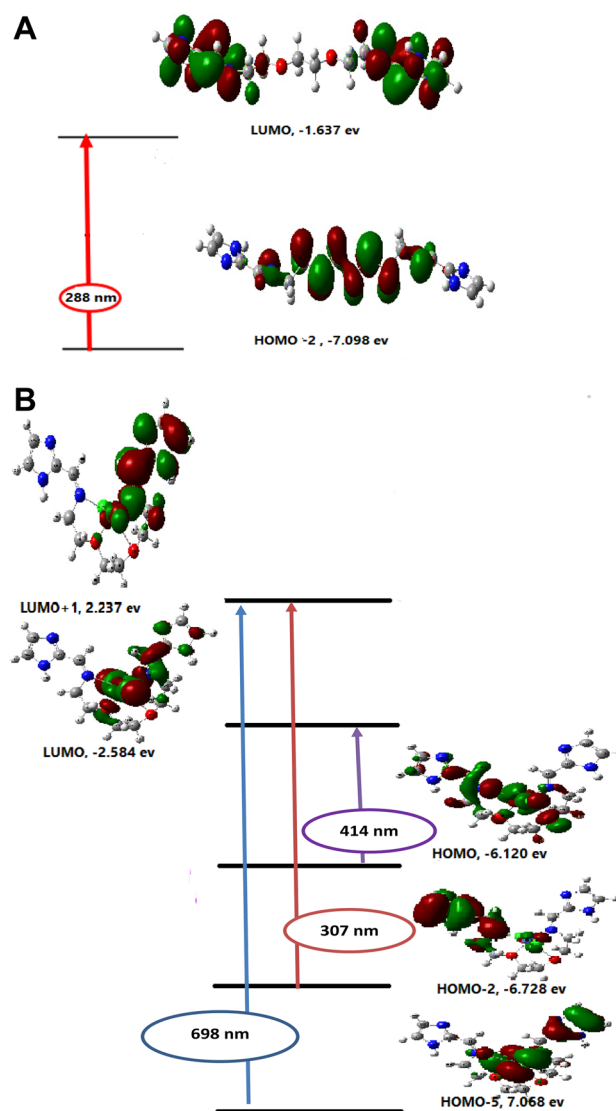 A
LUMO, -1.637 ev
288 nm
HOMO -2 , -7.098 ev)
B
LUMO+1, 2.237 ev
LUMO, -2.584 ev
414 nm
HOMO, -6.120 ev
307 nm
HOMO-2, -6.728 ev
698 nm
HOMO-5, 7.068 ev